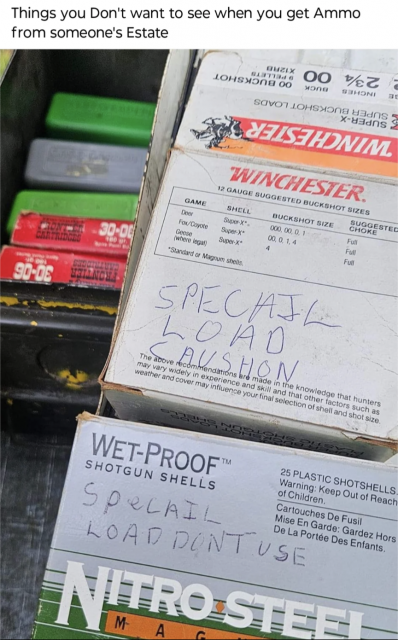 Things you Don't want to see when you get Ammo
from someone's Estate
B12XRB
00 BUCKSHOT
9 PELLETS
00
BUCK
2¾
INCHES
SUPER BUCKSHOT LOADS
SUPER-X
WINCHESTER
WINCHESTER
12 GAUGE SUGGESTED BUCKSHOT SIZES
GAME SHELL BUCKSHOT SIZE SUGGESTED CHOKE
Deer Super-X* 000, 00, 0, 1 Full
Fox/Coyote Super-X* 00, 0, 1, 4 Full
Geese (where legal) Super-X* 4 Full
*Standard or Magnum shells.
SPECAIL
LOAD
CAUSHON
The above recommendations are made in the knowledge that hunters
may vary widely in experience and skill and that other factors such as
weather and cover may influence your final selection of shell and shot size.
30-06
30-06
WET-PROOF™
SHOTGUN SHELLS
25 PLASTIC SHOTSHELLS.
Warning: Keep Out of Reach
of Children.
Cartouches De Fusil
Mise En Garde: Gardez Hors
De La Portée Des Enfants.
SPeCAIL
LOAD DONT USE
NITRO•STEEL
M A G